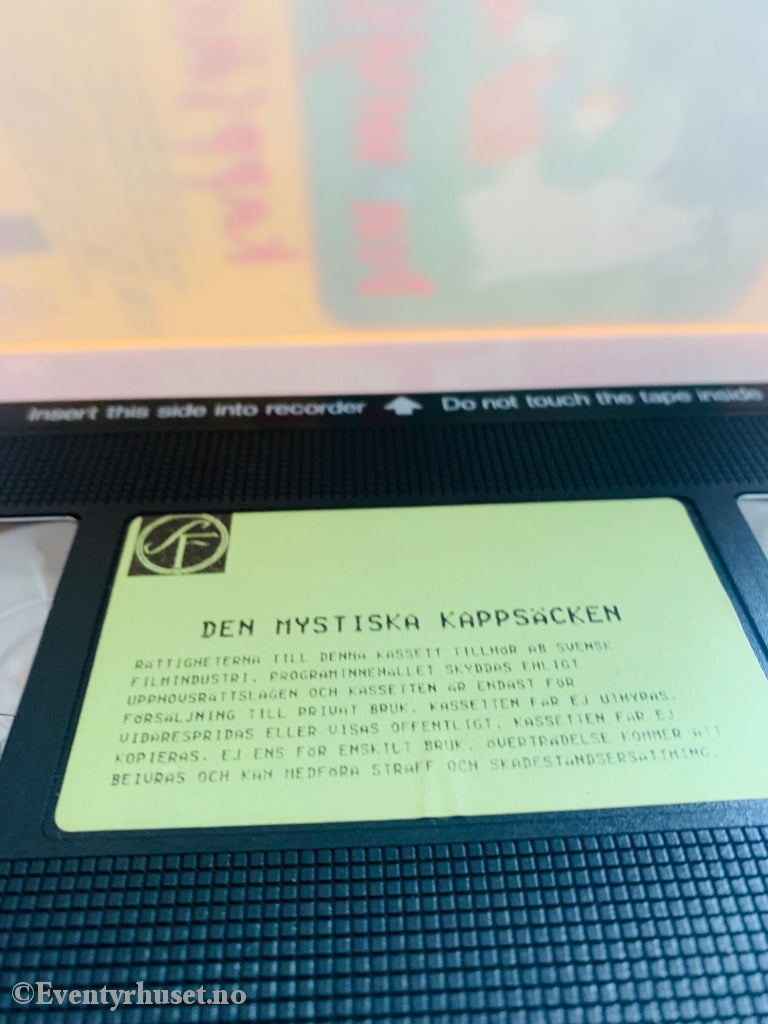 Insert this side into recorder Do not touch the tape inside
SF
DEN MYSTISKA KAPPSÄCKEN
RÄTTIGHETERNA TILL DENNA KASSETT TILLHÖR AB SVENSK
FILMINDUSTRI. PROGRAMINNEHÅLLET SKYDDAS ENLIGT
UPPHOVSRÄTTSLAGEN OCH KASSETTEN ÄR ENDAST FÖR
FÖRSÄLJNING TILL PRIVAT BRUK. KASSETTEN FÅR EJ UTHYRAS.
VIDARESPRIDAS ELLER VISAS OFFENTLIGT. KASSETTEN FÅR EJ
KOPIERAS. EJ ENS FÖR ENSKILT BRUK. ÖVERTRÄDELSE KOMMER ATT
BEIVRAS OCH KAN MEDFÖRA STRAFF OCH SKADESTÅNDSERSÄTTNING.
©Eventyrhuset.no